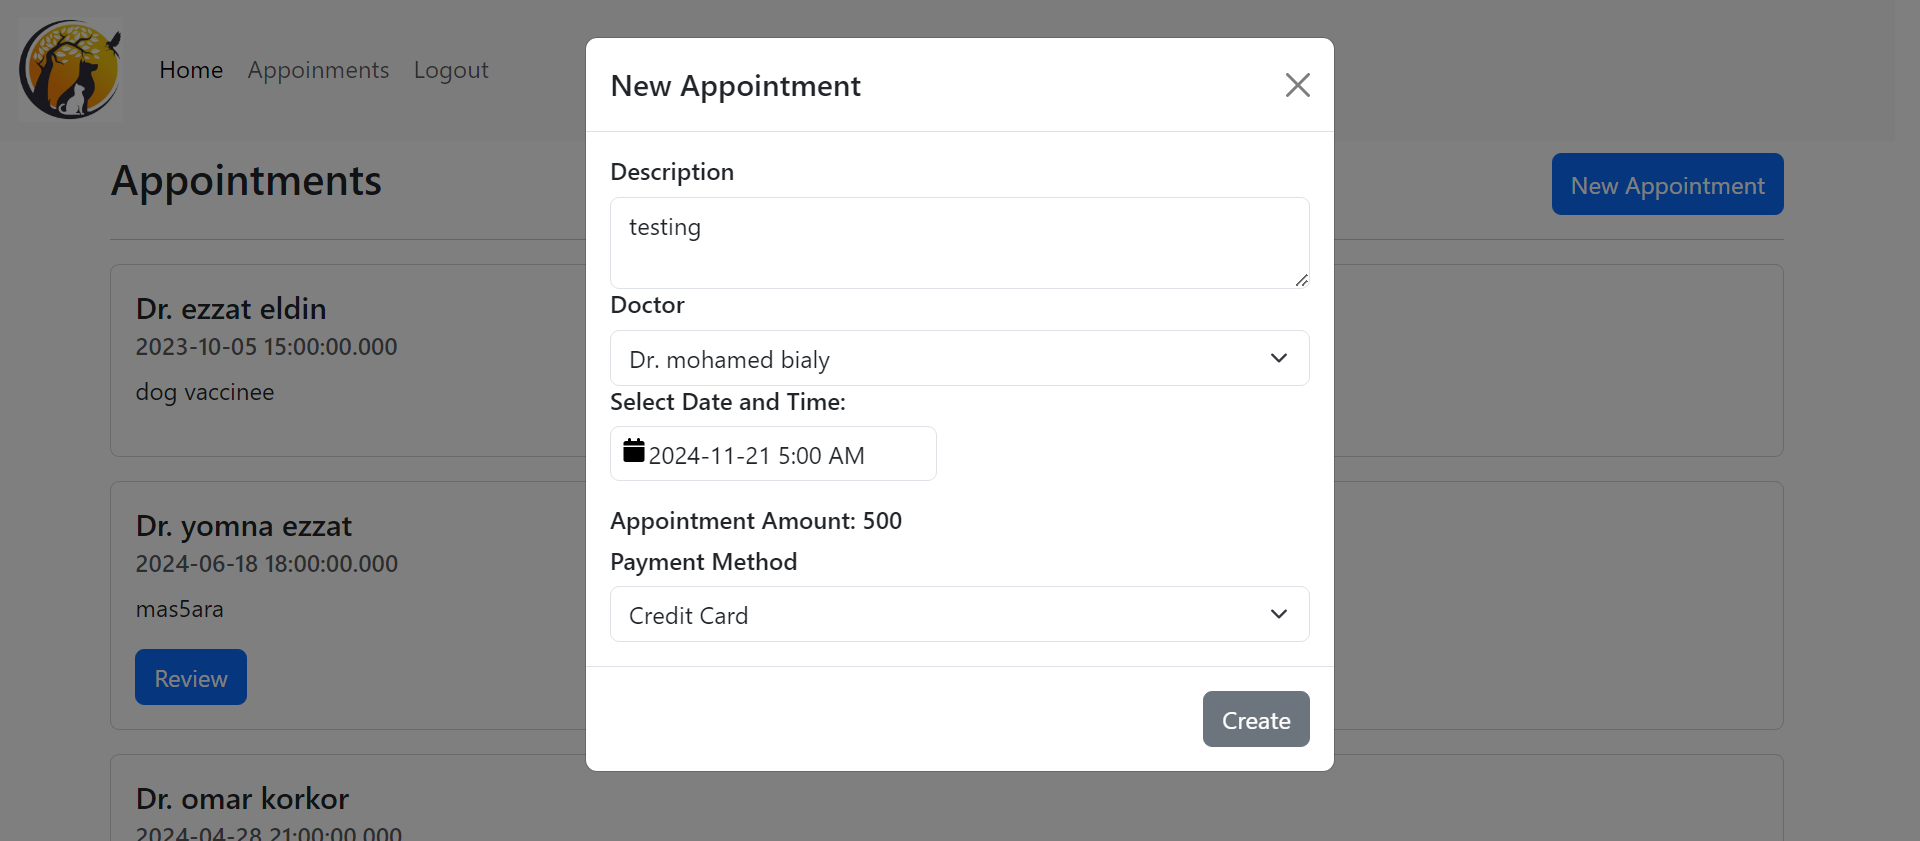 Home Appoinments Logout
Appointments
New Appointment
Dr. ezzat eldin
2023-10-05 15:00:00.000
dog vaccinee
Dr. yomna ezzat
2024-06-18 18:00:00.000
mas5ara
Review
Dr. omar korkor
2024-04-28 21:00:00.000
New Appointment
Description
testing
Doctor
Dr. mohamed bialy
Select Date and Time:
2024-11-21 5:00 AM
Appointment Amount: 500
Payment Method
Credit Card
Create